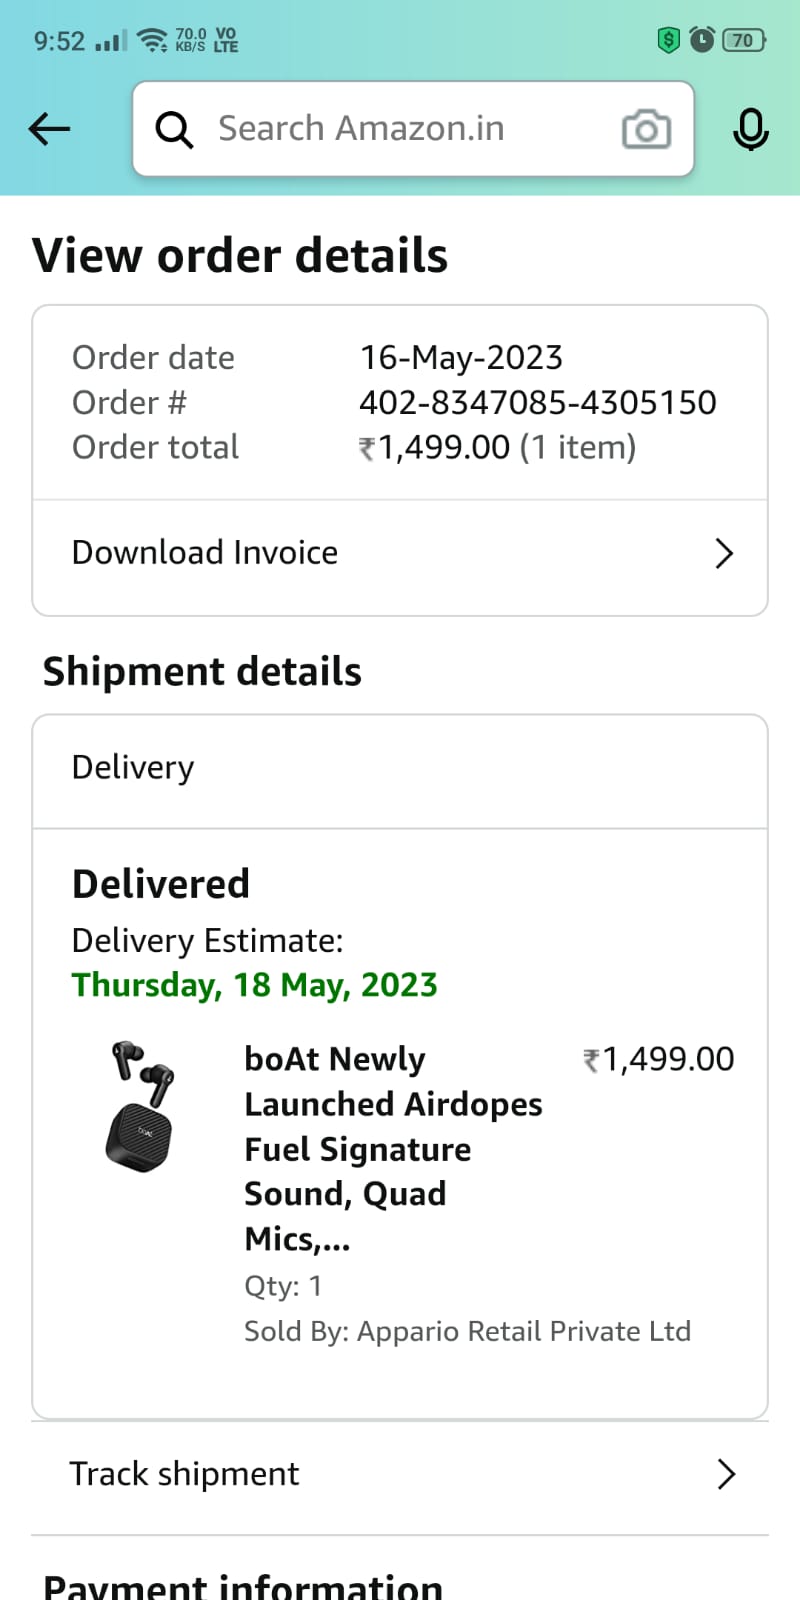 9:52 70.0 KB/S VO LTE 70
Search Amazon.in
View order details
Order date 16-May-2023
Order # 402-8347085-4305150
Order total ₹1,499.00 (1 item)
Download Invoice
Shipment details
Delivery
Delivered
Delivery Estimate:
Thursday, 18 May, 2023
boAt Newly ₹1,499.00
Launched Airdopes
Fuel Signature
Sound, Quad
Mics,...
Qty: 1
Sold By: Appario Retail Private Ltd
Track shipment
Payment information